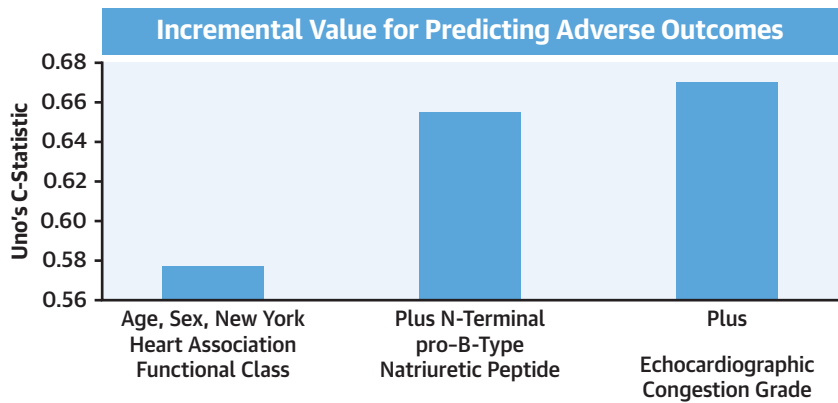 Incremental Value for Predicting Adverse Outcomes
Uno's C-Statistic
0.68
0.66
0.64
0.62
0.60
0.58
0.56
Age, Sex, New York
Heart Association
Functional Class
Plus N-Terminal
pro-B-Type
Natriuretic Peptide
Plus
Echocardiographic
Congestion Grade